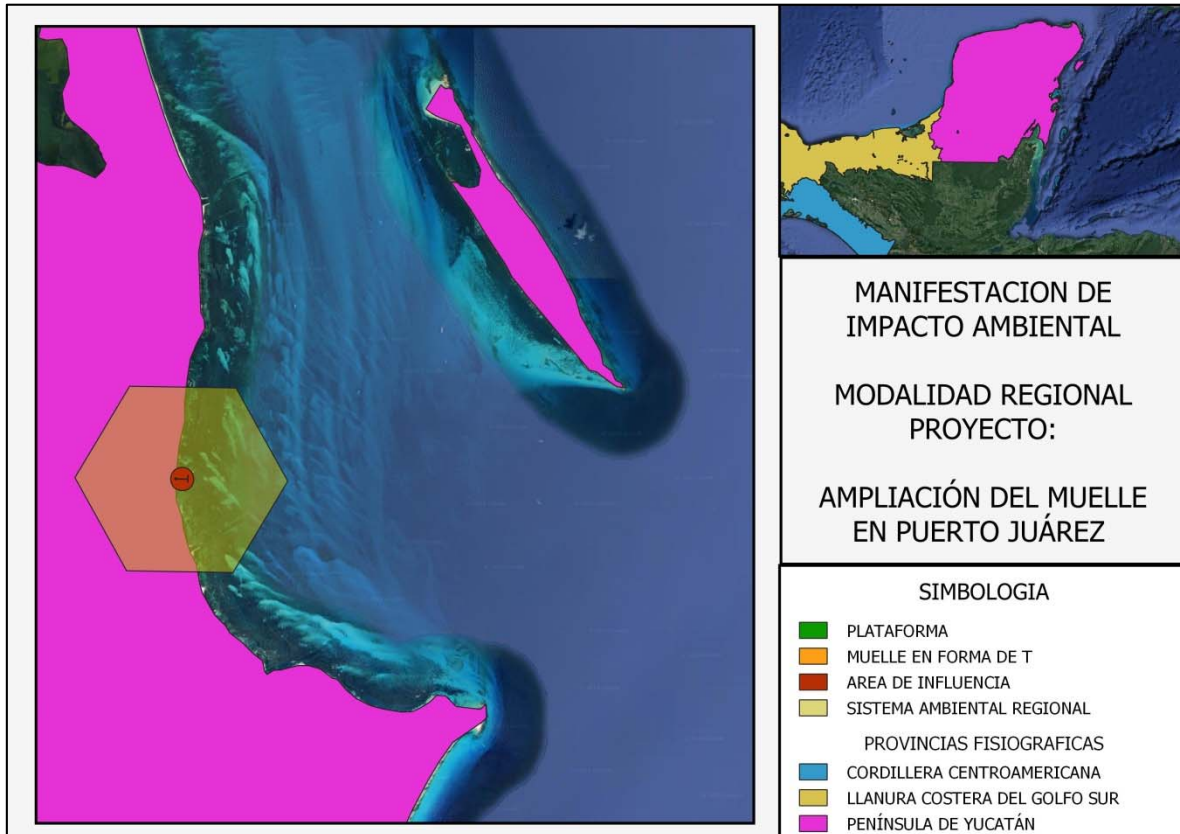 MANIFESTACION DE
IMPACTO AMBIENTAL
MODALIDAD REGIONAL
PROYECTO:
AMPLIACIÓN DEL MUELLE
EN PUERTO JUÁREZ
SIMBOLOGIA
PLATAFORMA
MUELLE EN FORMA DE T
AREA DE INFLUENCIA
SISTEMA AMBIENTAL REGIONAL
PROVINCIAS FISIOGRAFICAS
CORDILLERA CENTROAMERICANA
LLANURA COSTERA DEL GOLFO SUR
PENÍNSULA DE YUCATÁN